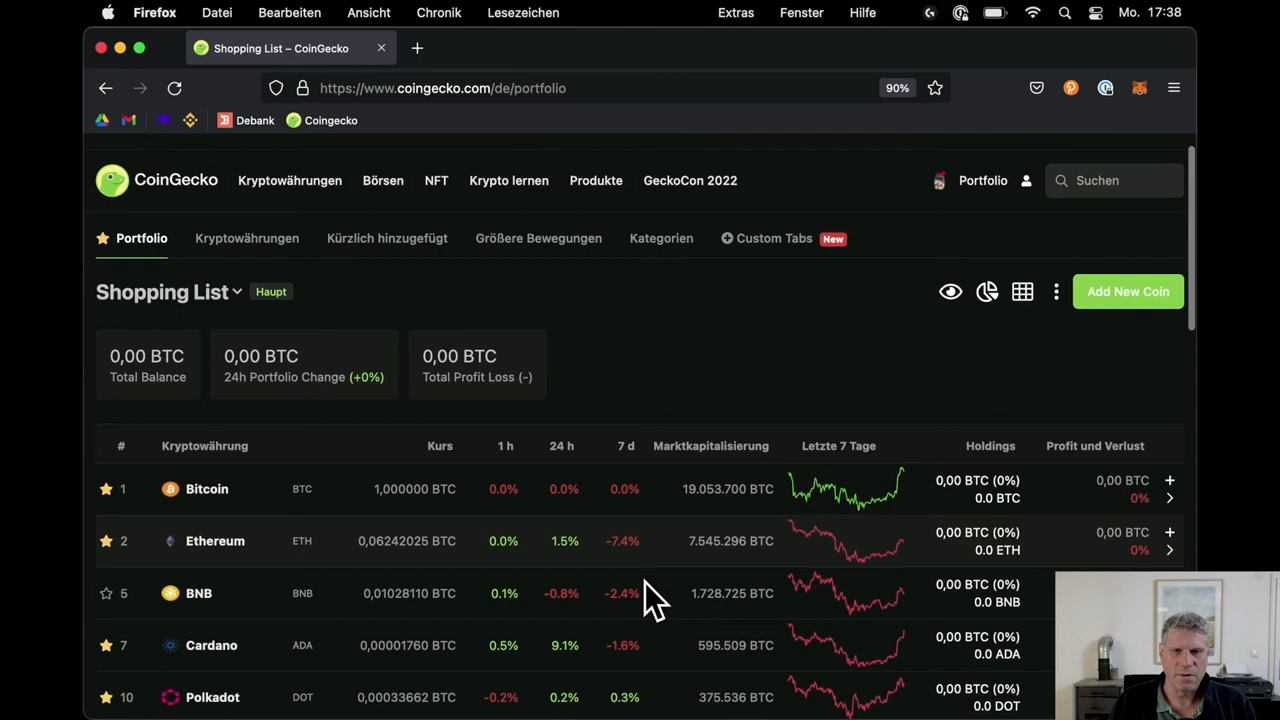 Firefox Datei Bearbeiten Ansicht Chronik Lesezeichen Extras Fenster Hilfe Mo. 17:38
Shopping List – CoinGecko
https://www.coingecko.com/de/portfolio 90%
Debank Coingecko
CoinGecko Kryptowährungen Börsen NFT Krypto lernen Produkte GeckoCon 2022 Portfolio Suchen
Portfolio Kryptowährungen Kürzlich hinzugefügt Größere Bewegungen Kategorien Custom Tabs New
Shopping List Haupt Add New Coin
0,00 BTC 0,00 BTC 0,00 BTC
Total Balance 24h Portfolio Change (+0%) Total Profit Loss (-)
# Kryptowährung Kurs 1 h 24 h 7 d Marktkapitalisierung Letzte 7 Tage Holdings Profit und Verlust
1 Bitcoin BTC 1,000000 BTC 0.0% 0.0% 0.0% 19.053.700 BTC 0,00 BTC (0%) 0,00 BTC +
0.0 BTC 0%
2 Ethereum ETH 0,06242025 BTC 0.0% 1.5% -7.4% 7.545.296 BTC 0,00 BTC (0%) 0,00 BTC +
0.0 ETH 0%
5 BNB BNB 0,01028110 BTC 0.1% -0.8% -2.4% 1.728.725 BTC 0,00 BTC (0%)
0.0 BNB
7 Cardano ADA 0,00001760 BTC 0.5% 9.1% -1.6% 595.509 BTC 0,00 BTC (0%)
0.0 ADA
10 Polkadot DOT 0,00033662 BTC -0.2% 0.2% 0.3% 375.536 BTC 0,00 BTC (0%)
0.0 DOT